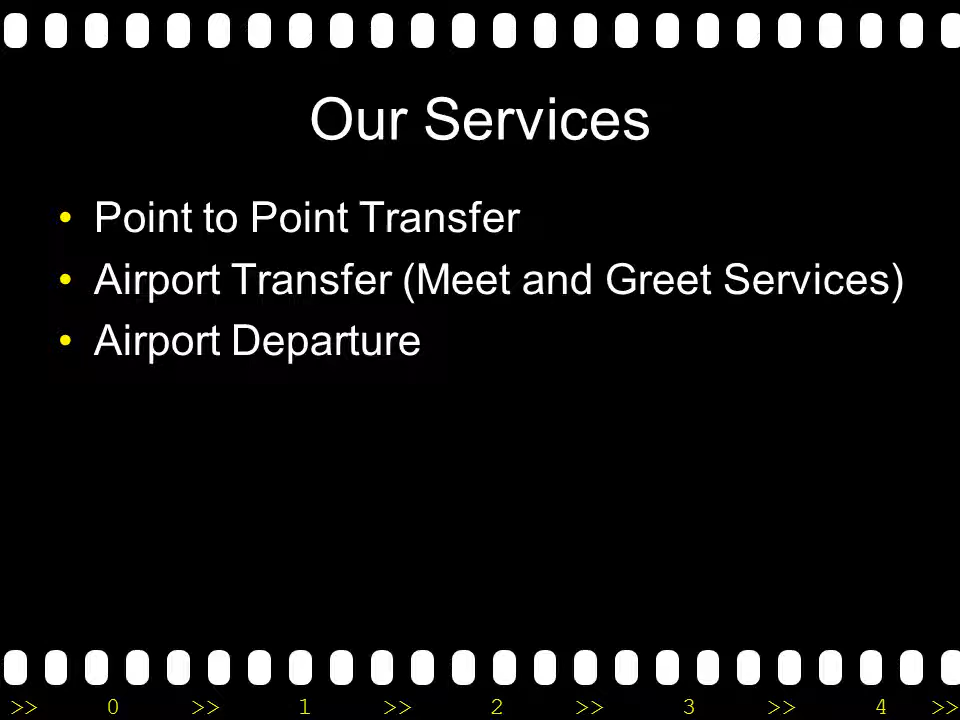 Our Services
• Point to Point Transfer
• Airport Transfer (Meet and Greet Services)
• Airport Departure
>> 0 >> 1 >> 2 >> 3 >> 4 >>